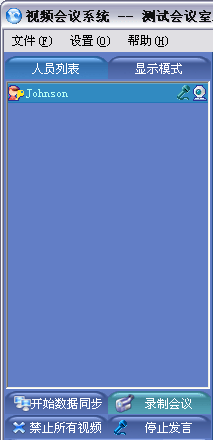 视频会议系统 -- 测试会议室
文件(F) 设置(U) 帮助(H)
人员列表 显示模式
Johnson
开始数据同步 录制会议
禁止所有视频 停止发言